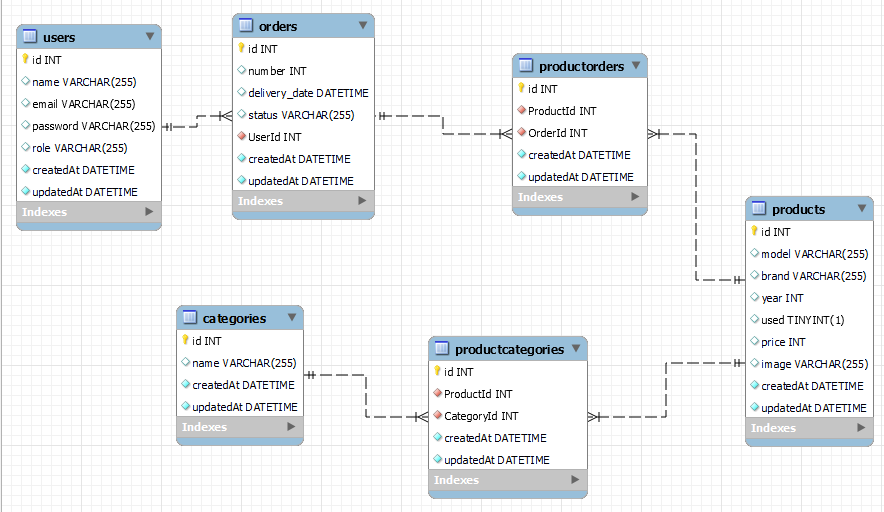 users
id INT
name VARCHAR(255)
email VARCHAR(255)
password VARCHAR(255)
role VARCHAR(255)
createdAt DATETIME
updatedAt DATETIME
Indexes
orders
id INT
number INT
delivery_date DATETIME
status VARCHAR(255)
UserId INT
createdAt DATETIME
updatedAt DATETIME
Indexes
productorders
id INT
ProductId INT
OrderId INT
createdAt DATETIME
updatedAt DATETIME
Indexes
products
id INT
model VARCHAR(255)
brand VARCHAR(255)
year INT
used TINYINT(1)
price INT
image VARCHAR(255)
createdAt DATETIME
updatedAt DATETIME
Indexes
categories
id INT
name VARCHAR(255)
createdAt DATETIME
updatedAt DATETIME
Indexes
productcategories
id INT
ProductId INT
CategoryId INT
createdAt DATETIME
updatedAt DATETIME
Indexes